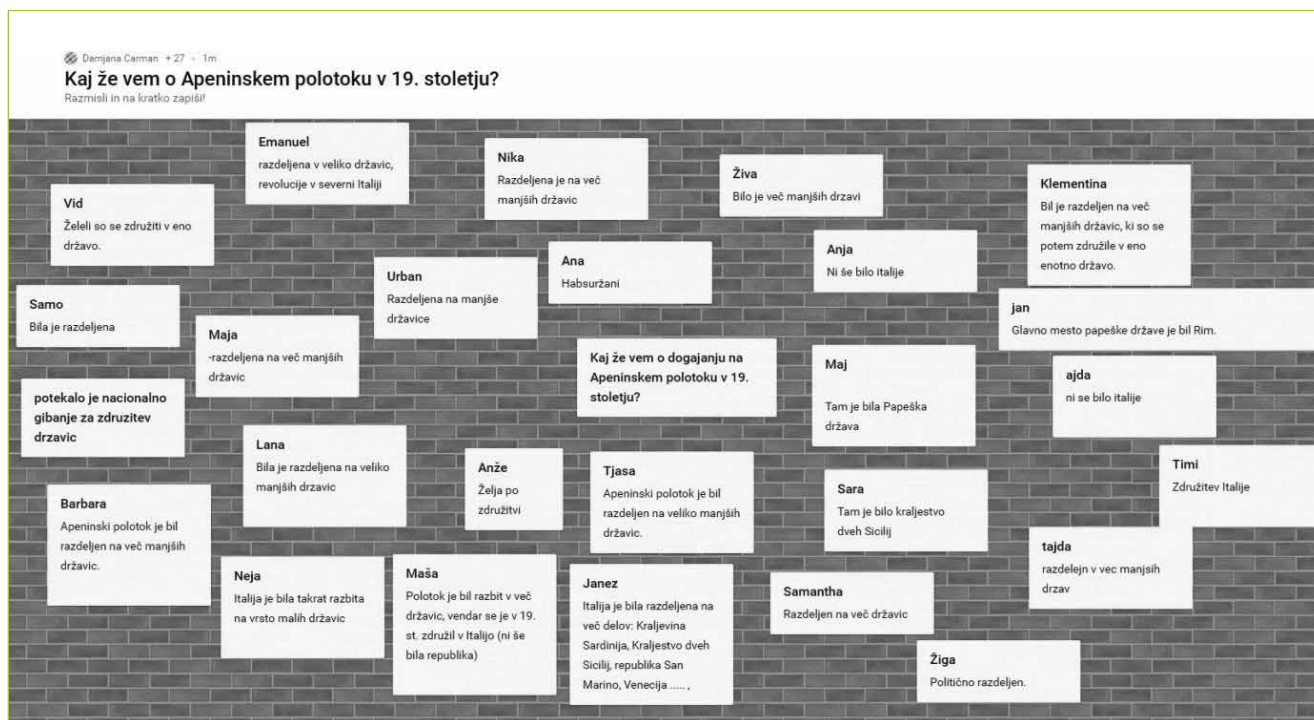 Damjana Carman + 27 • 1m
Kaj že vem o Apeninskem polotoku v 19. stoletju?
Razmisli in na kratko zapiši!
Emanuel
razdeljena v veliko državic,
revolucije v severni Italiji
Nika
Razdeljena je na več
manjših državic
Živa
Bilo je več manjših drzavi
Klementina
Bil je razdeljen na več
manjših državic, ki so se
potem združile v eno
enotno državo.
Vid
Želeli so se združiti v eno
državo.
Anja
Ni še bilo italije
Ana
Habsuržani
Urban
Razdeljena na manjše
državice
Samo
Bila je razdeljena
jan
Glavno mesto papeške države je bil Rim.
Maja
-razdeljena na več manjših
državic
Kaj že vem o dogajanju na
Apeninskem polotoku v 19.
stoletju?
Maj
Tam je bila Papeška
država
ajda
ni se bilo italije
potekalo je nacionalno
gibanje za zdruzitev
drzavic
Lana
Bila je razdeljena na veliko
manjših drzavic
Anže
Želja po
združitvi
Tjasa
Apeninski polotok je bil
razdeljen na veliko manjših
državic.
Sara
Tam je bilo kraljestvo
dveh Sicilij
Timi
Združitev Italije
Barbara
Apeninski polotok je bil
razdeljen na več manjših
državic.
tajda
razdelejn v vec manjsih
drzav
Neja
Italija je bila takrat razbita
na vrsto malih državic
Maša
Polotok je bil razbit v več
državic, vendar se je v 19.
st. združil v Italijo (ni še
bila republika)
Janez
Italija je bila razdeljena na
več delov: Kraljevina
Sardinija, Kraljestvo dveh
Sicilij, republika San
Marino, Venecija ..... ,
Samantha
Razdeljen na več državic
Žiga
Politično razdeljen.